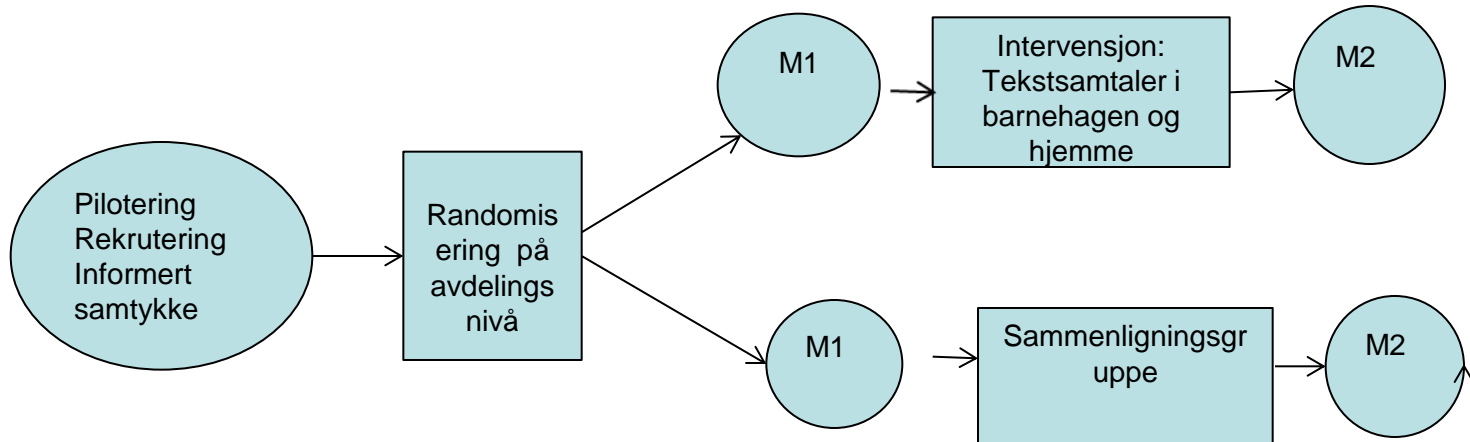 Pilotering
Rekrutering
Informert
samtykke
Randomis
ering på
avdelings
nivå
M1
Intervensjon:
Tekstsamtaler i
barnehagen og
hjemme
M2
M1
Sammenligningsgr
uppe
M2